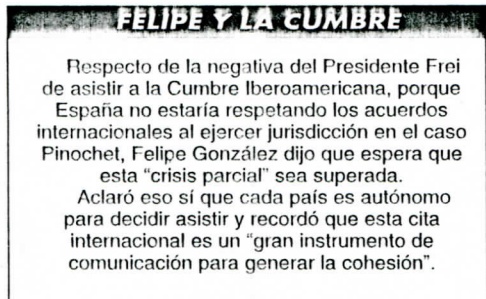 FELIPE Y LA CUMBRE
Respecto de la negativa del Presidente Frei
de asistir a la Cumbre Iberoamericana, porque
España no estaría respetando los acuerdos
internacionales al ejercer jurisdicción en el caso
Pinochet, Felipe González dijo que espera que
esta “crisis parcial” sea superada.
Aclaró eso sí que cada país es autónomo
para decidir asistir y recordó que esta cita
internacional es un “gran instrumento de
comunicación para generar la cohesión”.